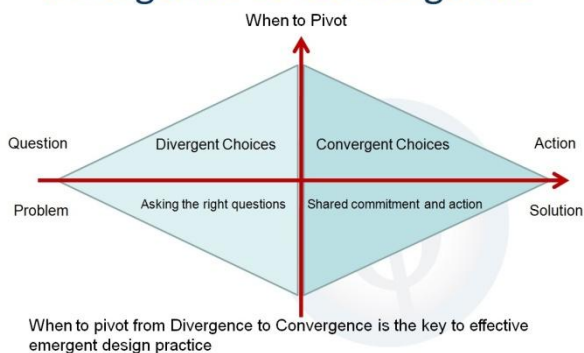 When to Pivot
Question
Divergent Choices
Convergent Choices
Action
Problem
Asking the right questions
Shared commitment and action
Solution
When to pivot from Divergence to Convergence is the key to effective
emergent design practice